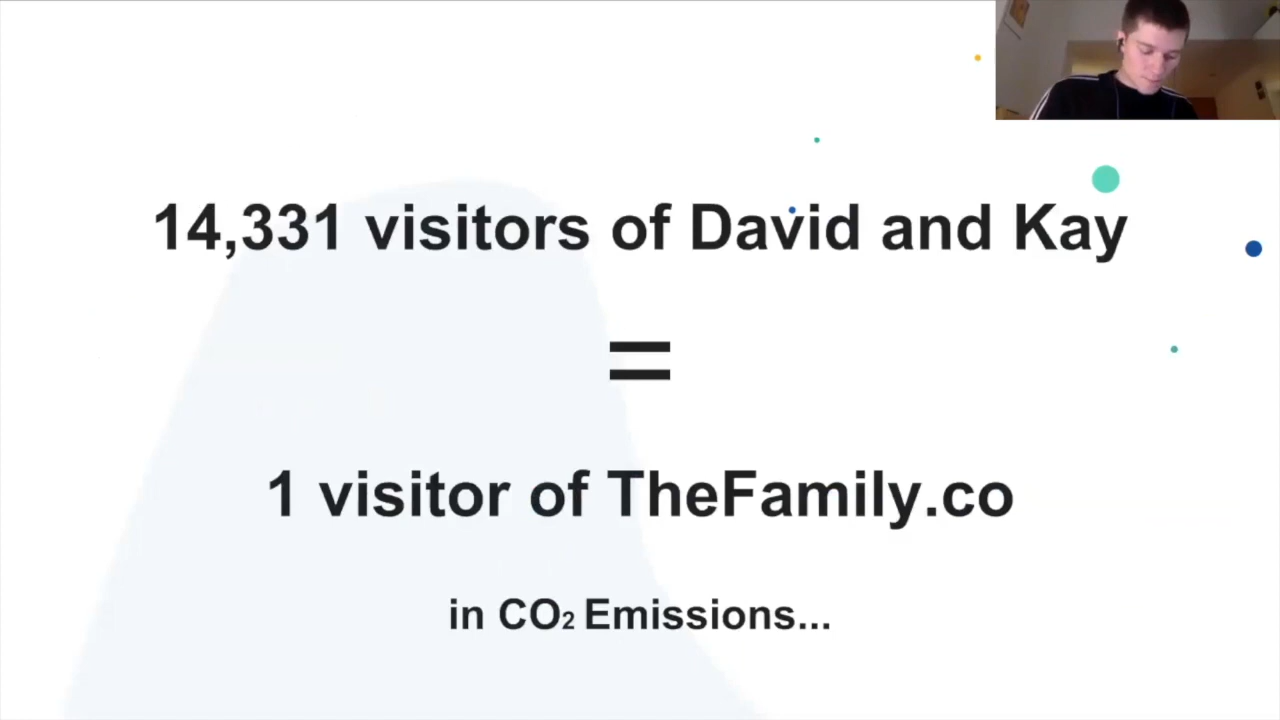 14,331 visitors of David and Kay
=
1 visitor of TheFamily.co
in CO₂ Emissions...